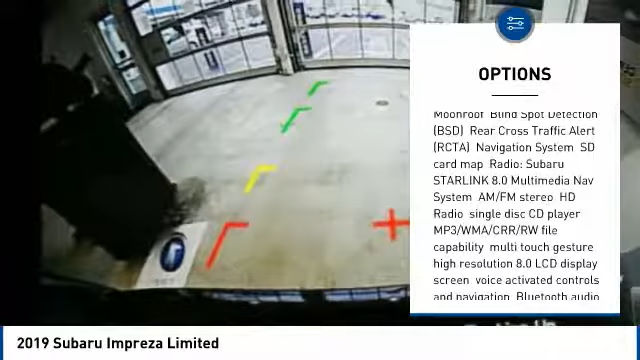 OPTIONS
Moonroof Blind Spot Detection
(BSD) Rear Cross Traffic Alert
(RCTA) Navigation System SD
card map Radio: Subaru
STARLINK 8.0 Multimedia Nav
System AM/FM stereo HD
Radio single disc CD player
MP3/WMA/CRR/RW file
capability multi touch gesture
high resolution 8.0 LCD display
screen voice activated controls
and navigation Bluetooth audio
2019 Subaru Impreza Limited